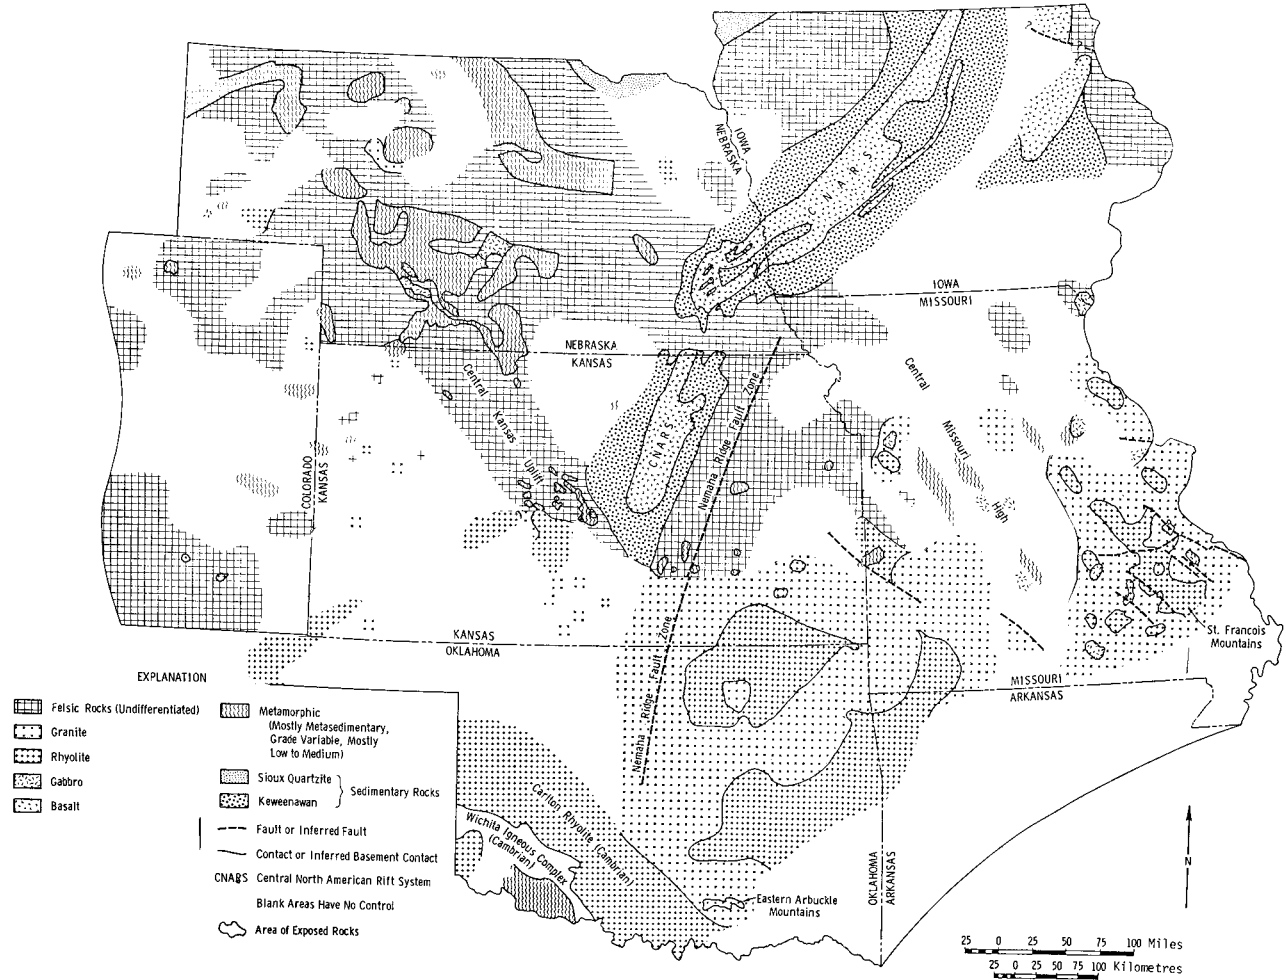 IOWA
NEBRASKA
C.N.A.R.S.
IOWA
MISSOURI
NEBRASKA
KANSAS
Central Kansas Uplift
CNARS
Nemaha Ridge Fault Zone
Central Missouri High
COLORADO
KANSAS
St. Francois
Mountains
KANSAS
OKLAHOMA
MISSOURI
ARKANSAS
Nemaha Ridge Fault Zone
Carlton Rhyolite (Cambrian)
Wichita Igneous Complex
(Cambrian)
OKLAHOMA
ARKANSAS
Eastern Arbuckle
Mountains
EXPLANATION
Felsic Rocks (Undifferentiated)
Granite
Rhyolite
Gabbro
Basalt
Metamorphic
(Mostly Metasedimentary,
Grade Variable, Mostly
Low to Medium)
Sioux Quartzite
Keweenawan
Sedimentary Rocks
Fault or Inferred Fault
Contact or Inferred Basement Contact
CNARS Central North American Rift System
Blank Areas Have No Control
Area of Exposed Rocks
N
25 0 25 50 75 100 Miles
25 0 25 50 75 100 Kilometres